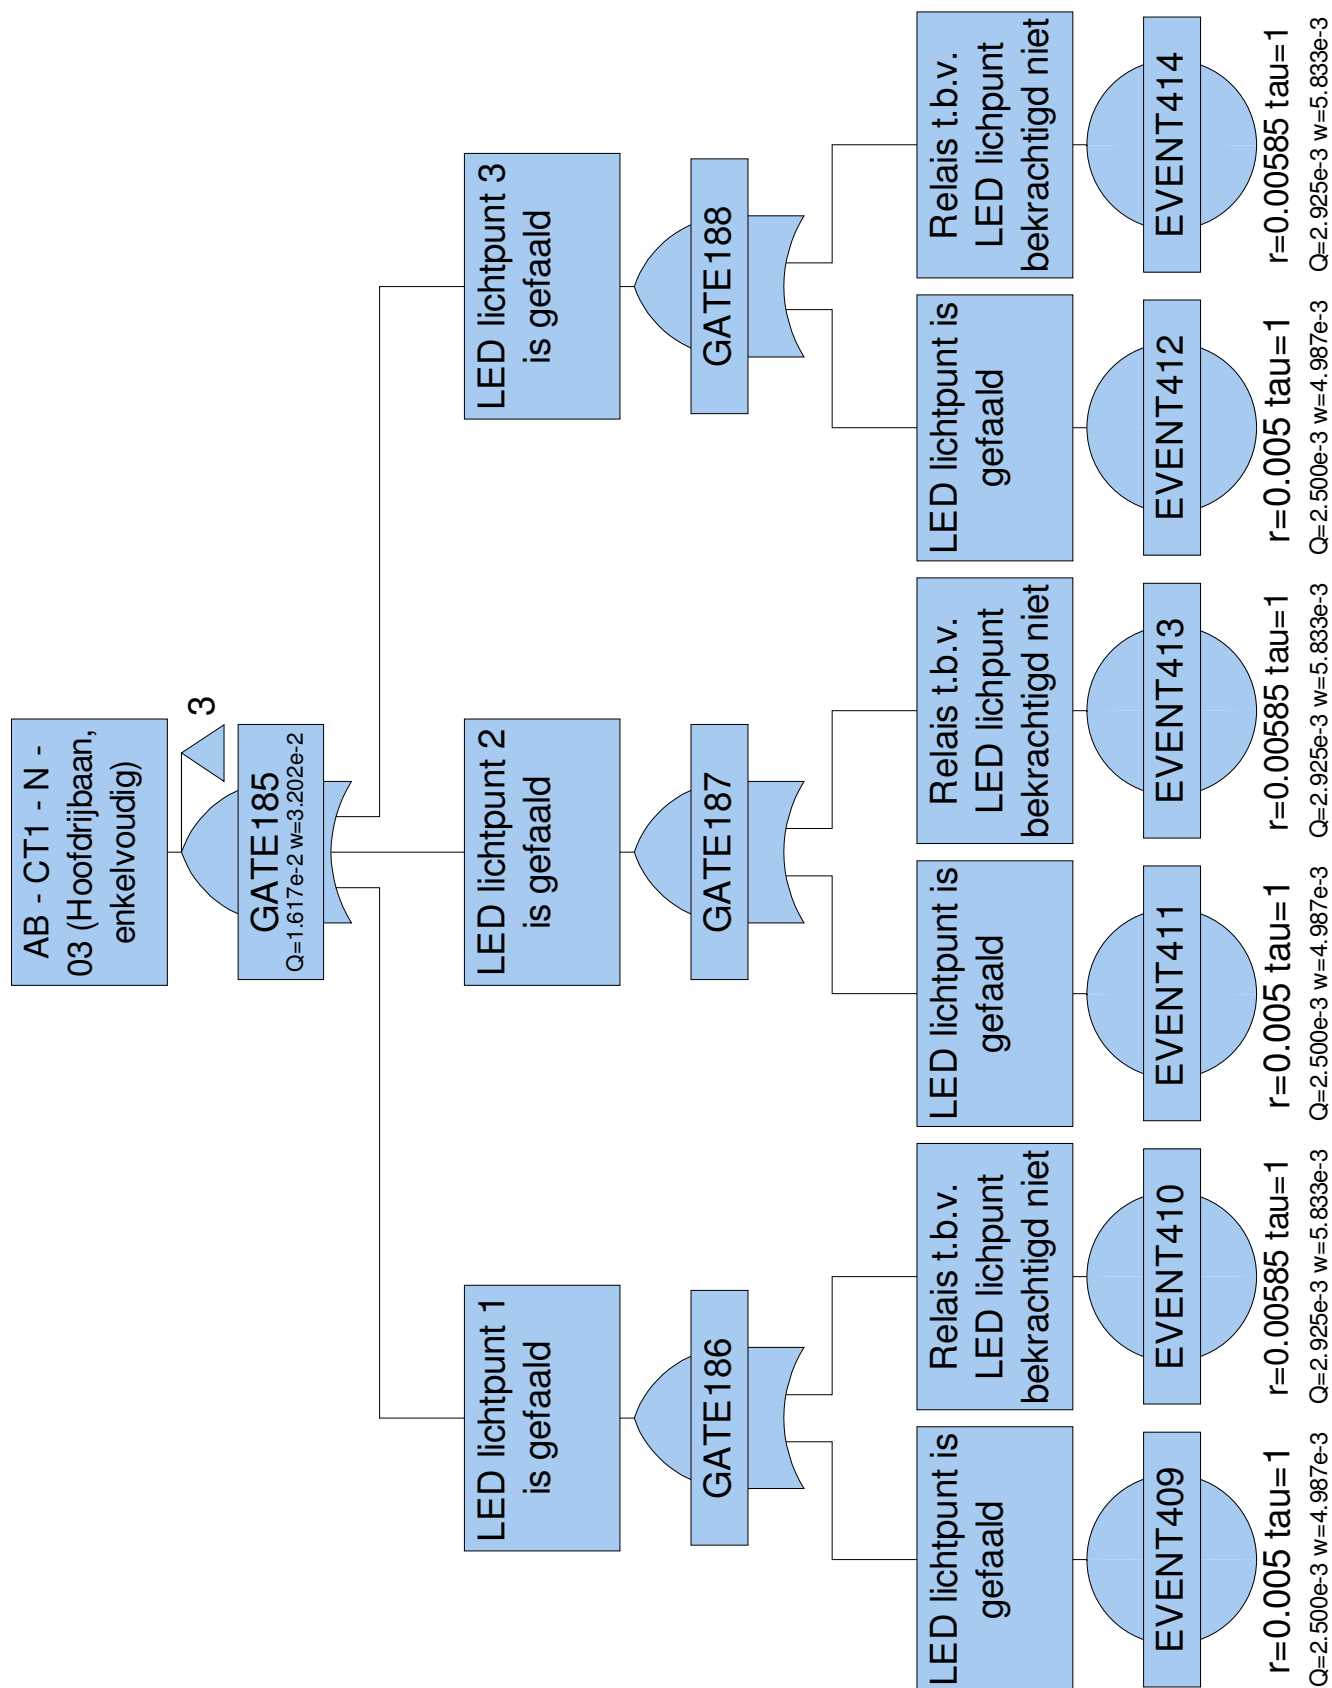 AB - CT1 - N -
03 (Hoofdrijbaan,
enkelvoudig)
3
GATE185
Q=1.617e-2 w=3.202e-2
LED lichtpunt 1
is gefaald
GATE186
LED lichtpunt 2
is gefaald
GATE187
LED lichtpunt 3
is gefaald
GATE188
LED lichtpunt is
gefaald
EVENT409
r=0.005 tau=1
Q=2.500e-3 w=4.987e-3
Relais t.b.v.
LED lichpunt
bekrachtigd niet
EVENT410
r=0.00585 tau=1
Q=2.925e-3 w=5.833e-3
LED lichtpunt is
gefaald
EVENT411
r=0.005 tau=1
Q=2.500e-3 w=4.987e-3
Relais t.b.v.
LED lichpunt
bekrachtigd niet
EVENT413
r=0.00585 tau=1
Q=2.925e-3 w=5.833e-3
LED lichtpunt is
gefaald
EVENT412
r=0.005 tau=1
Q=2.500e-3 w=4.987e-3
Relais t.b.v.
LED lichpunt
bekrachtigd niet
EVENT414
r=0.00585 tau=1
Q=2.925e-3 w=5.833e-3